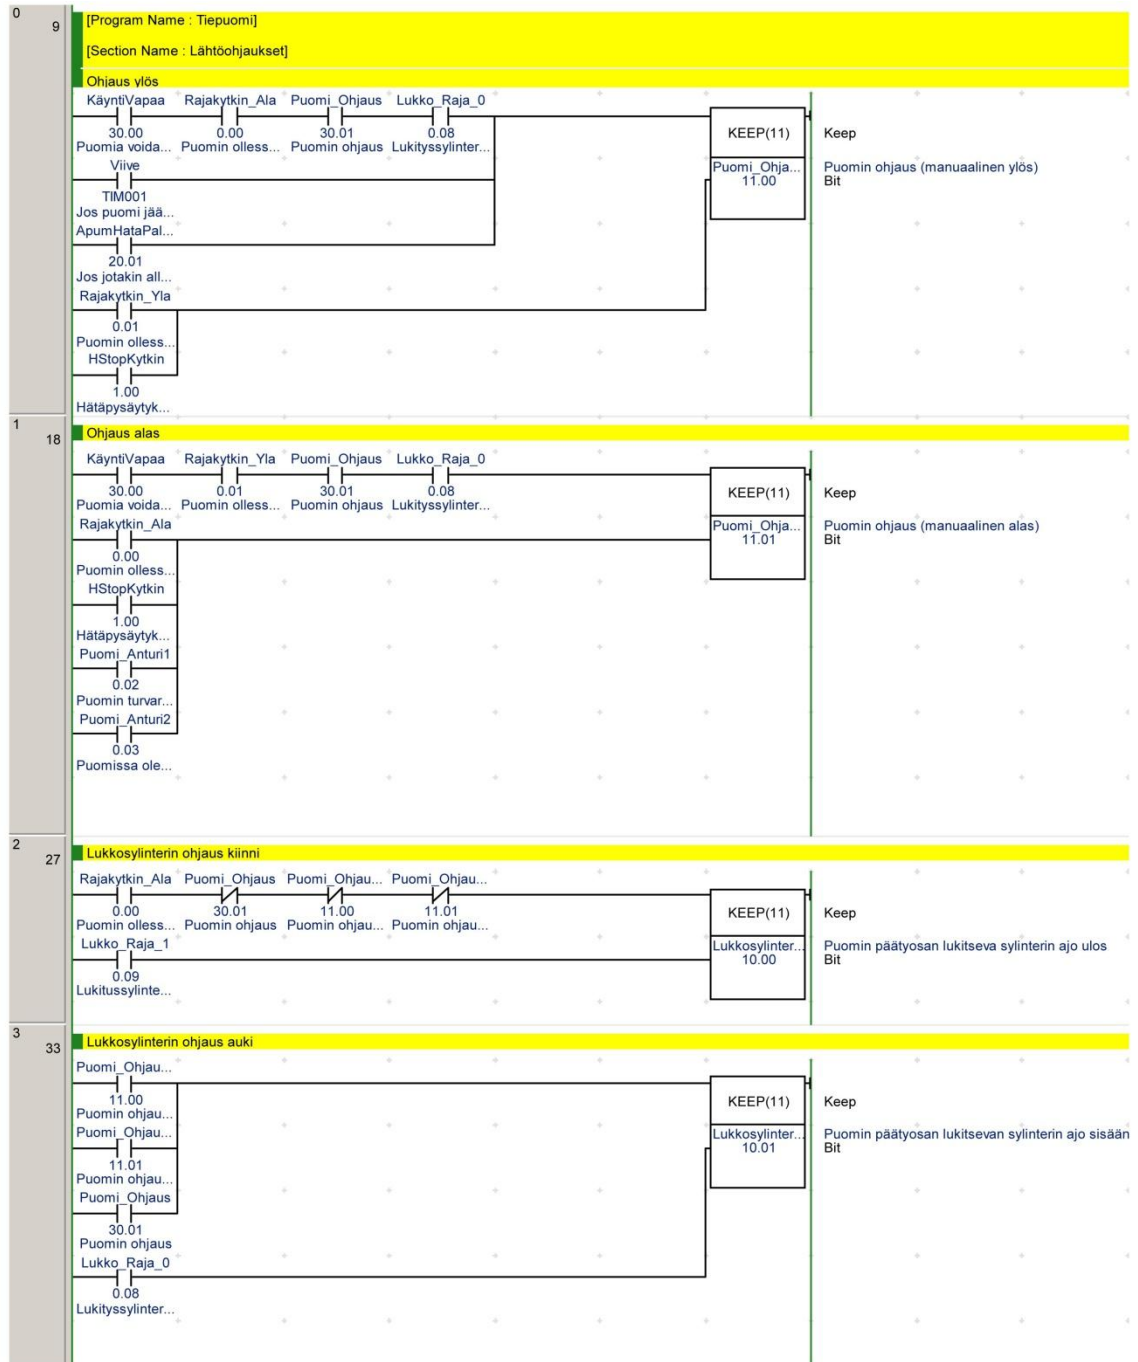 0
9
[Program Name : Tiepuomi]
[Section Name : Lähtöohjaukset]
Ohjaus ylös
KäyntiVapaa Rajakytkin_Ala Puomi_Ohjaus Lukko_Raja_0
30.00 0.00 30.01 0.08
Puomia voida... Puomin olless... Puomin ohjaus Lukityssylinter...
KEEP(11) Keep
Viive
Puomi_Ohja... Puomin ohjaus (manuaalinen ylös)
11.00 Bit
TIM001
Jos puomi jää...
ApumHataPal...
20.01
Jos jotakin all...
Rajakytkin_Yla
0.01
Puomin olless...
HStopKytkin
1.00
Hätäpysäytyk...
1
18
Ohjaus alas
KäyntiVapaa Rajakytkin_Yla Puomi_Ohjaus Lukko_Raja_0
30.00 0.01 30.01 0.08
Puomia voida... Puomin olless... Puomin ohjaus Lukityssylinter...
KEEP(11) Keep
Rajakytkin_Ala
Puomi_Ohja... Puomin ohjaus (manuaalinen alas)
11.01 Bit
0.00
Puomin olless...
HStopKytkin
1.00
Hätäpysäytyk...
Puomi_Anturi1
0.02
Puomin turvar...
Puomi_Anturi2
0.03
Puomissa ole...
2
27
Lukkosylinterin ohjaus kiinni
Rajakytkin_Ala Puomi_Ohjaus Puomi_Ohjau... Puomi_Ohjau...
0.00 30.01 11.00 11.01
Puomin olless... Puomin ohjaus Puomin ohjau... Puomin ohjau...
KEEP(11) Keep
Lukko_Raja_1
Lukkosylinter... Puomin päätyosan lukitseva sylinterin ajo ulos
10.00 Bit
0.09
Lukitussylinte...
3
33
Lukkosylinterin ohjaus auki
Puomi_Ohjau...
11.00
Puomin ohjau...
KEEP(11) Keep
Puomi_Ohjau...
Lukkosylinter... Puomin päätyosan lukitsevan sylinterin ajo sisään
10.01 Bit
11.01
Puomin ohjau...
Puomi_Ohjaus
30.01
Puomin ohjaus
Lukko_Raja_0
0.08
Lukityssylinter...